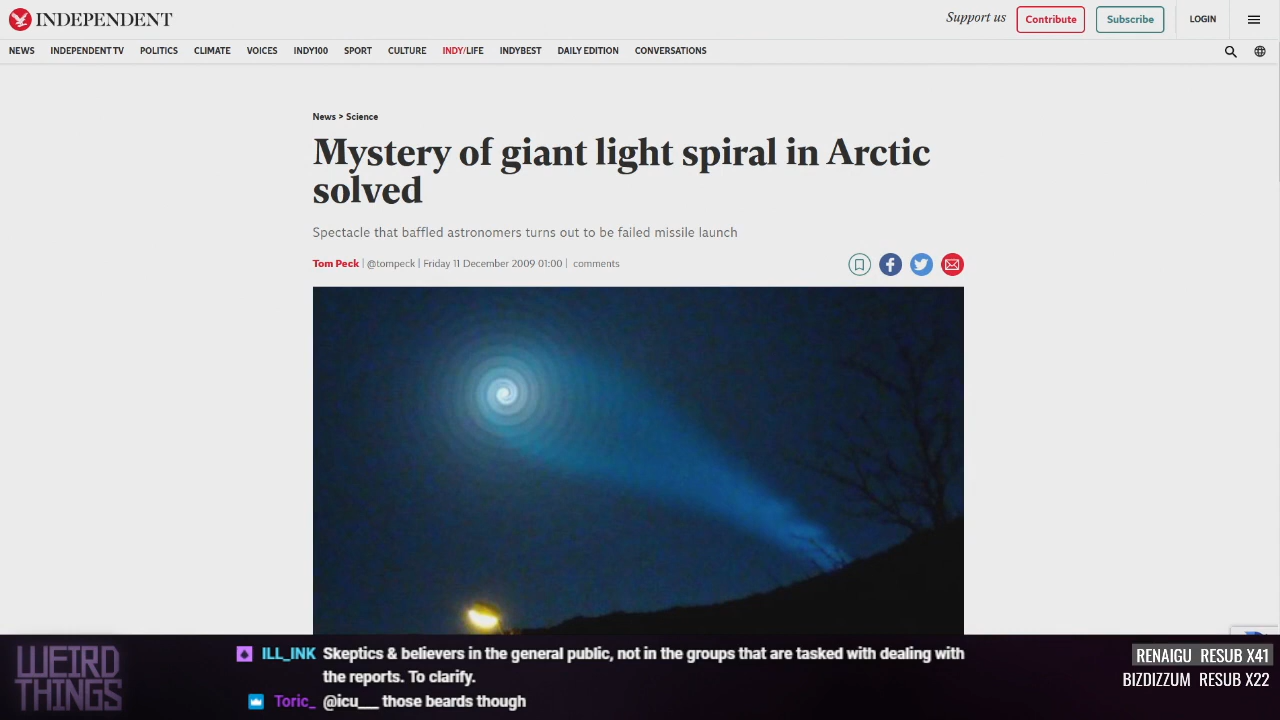 INDEPENDENT
Support us
Contribute
Subscribe
LOGIN
NEWS INDEPENDENT TV POLITICS CLIMATE VOICES INDY100 SPORT CULTURE INDY/LIFE INDYBEST DAILY EDITION CONVERSATIONS
News > Science
Mystery of giant light spiral in Arctic
solved
Spectacle that baffled astronomers turns out to be failed missile launch
Tom Peck | @tompeck | Friday 11 December 2009 01:00 | comments
WEIRD
THINGS
ILL_INK Skeptics & believers in the general public, not in the groups that are tasked with dealing with
the reports. To clarify.
Toric_ @icu___ those beards though
RENAIGU RESUB X41
BIZDIZZUM RESUB X22